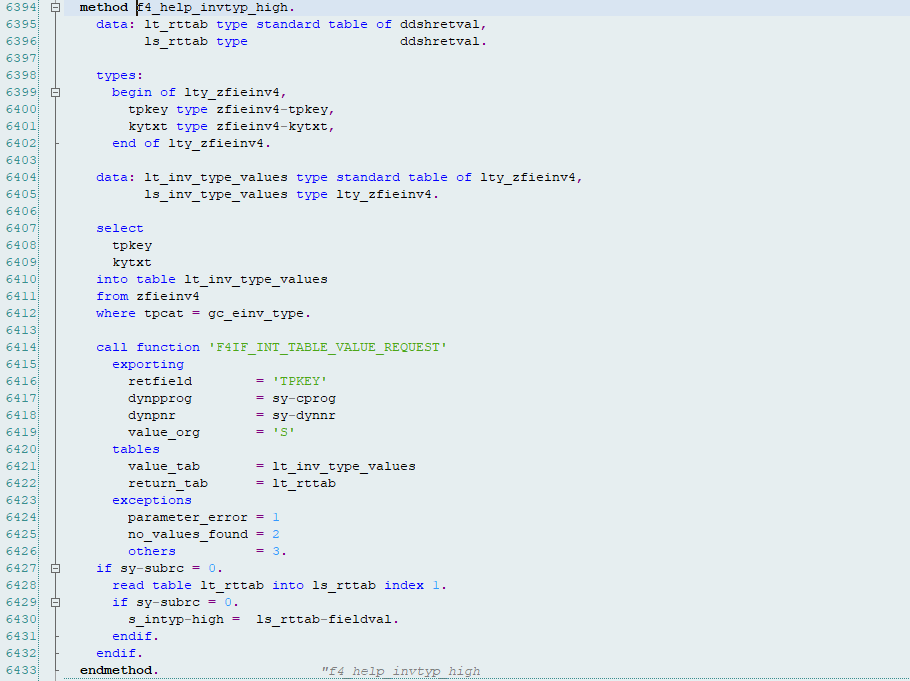 6394 method f4_help_invtyp_high.
6395 data: lt_rttab type standard table of ddshretval,
6396 ls_rttab type ddshretval.
6397
6398 types:
6399 begin of lty_zfieinv4,
6400 tpkey type zfieinv4-tpkey,
6401 kytxt type zfieinv4-kytxt,
6402 end of lty_zfieinv4.
6403
6404 data: lt_inv_type_values type standard table of lty_zfieinv4,
6405 ls_inv_type_values type lty_zfieinv4.
6406
6407 select
6408 tpkey
6409 kytxt
6410 into table lt_inv_type_values
6411 from zfieinv4
6412 where tpcat = gc_einv_type.
6413
6414 call function 'F4IF_INT_TABLE_VALUE_REQUEST'
6415 exporting
6416 retfield = 'TPKEY'
6417 dynpprog = sy-cprog
6418 dynpnr = sy-dynnr
6419 value_org = 'S'
6420 tables
6421 value_tab = lt_inv_type_values
6422 return_tab = lt_rttab
6423 exceptions
6424 parameter_error = 1
6425 no_values_found = 2
6426 others = 3.
6427 if sy-subrc = 0.
6428 read table lt_rttab into ls_rttab index 1.
6429 if sy-subrc = 0.
6430 s_intyp-high = ls_rttab-fieldval.
6431 endif.
6432 endif.
6433 endmethod. "f4_help_invtyp_high